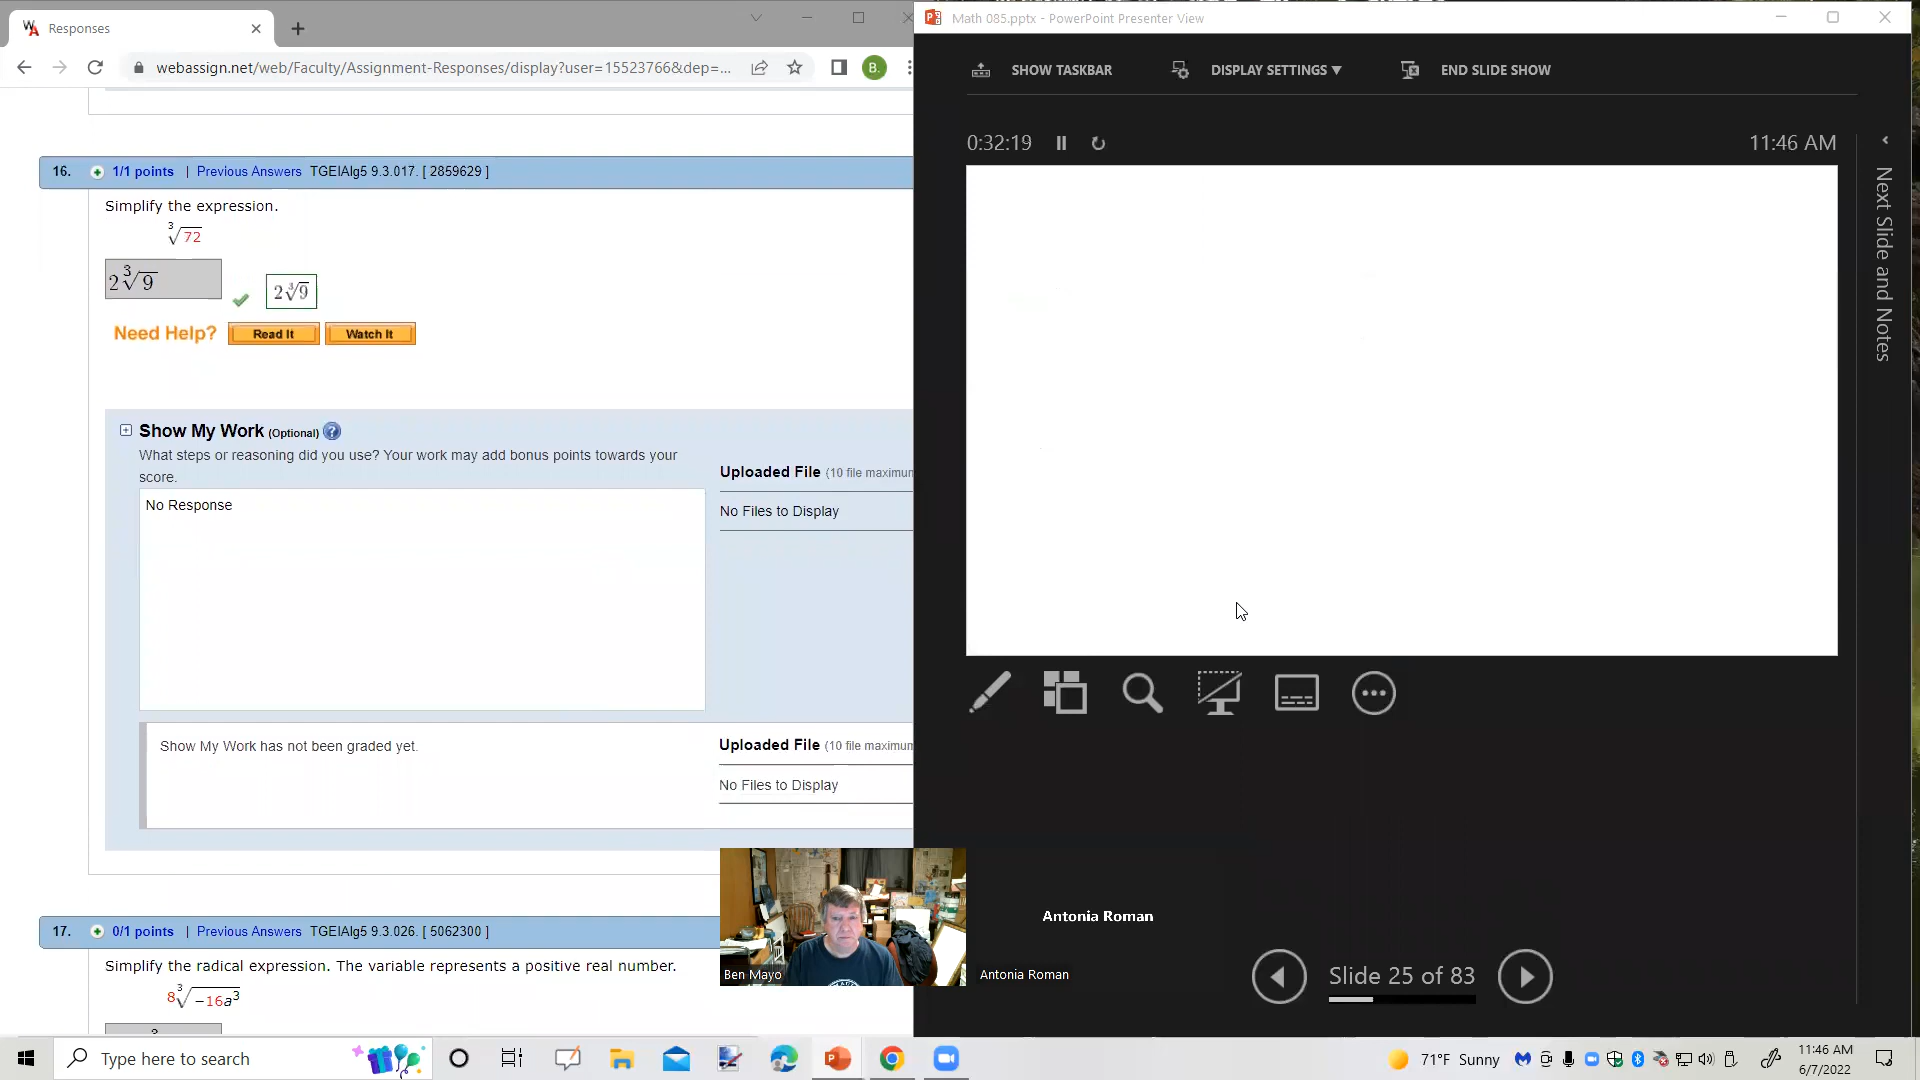 Responses
webassign.net/web/Faculty/Assignment-Responses/display?user=15523766&dep=...
B.
16. 1/1 points | Previous Answers TGEIAlg5 9.3.017. [ 2859629 ]
Simplify the expression.
∛72
2∛9
2∛9
Need Help? Read It Watch It
Show My Work (Optional) ?
What steps or reasoning did you use? Your work may add bonus points towards your
score.
Uploaded File (10 file maximum
No Response
No Files to Display
Show My Work has not been graded yet.
Uploaded File (10 file maximum
No Files to Display
17. 0/1 points | Previous Answers TGEIAlg5 9.3.026. [ 5062300 ]
Simplify the radical expression. The variable represents a positive real number.
8∛−16a³
3
Math 085.pptx - PowerPoint Presenter View
SHOW TASKBAR DISPLAY SETTINGS ▼ END SLIDE SHOW
0:32:19 11:46 AM
Next Slide and Notes
Ben Mayo
Antonia Roman
Antonia Roman
Slide 25 of 83
Type here to search
71°F Sunny
11:46 AM
6/7/2022